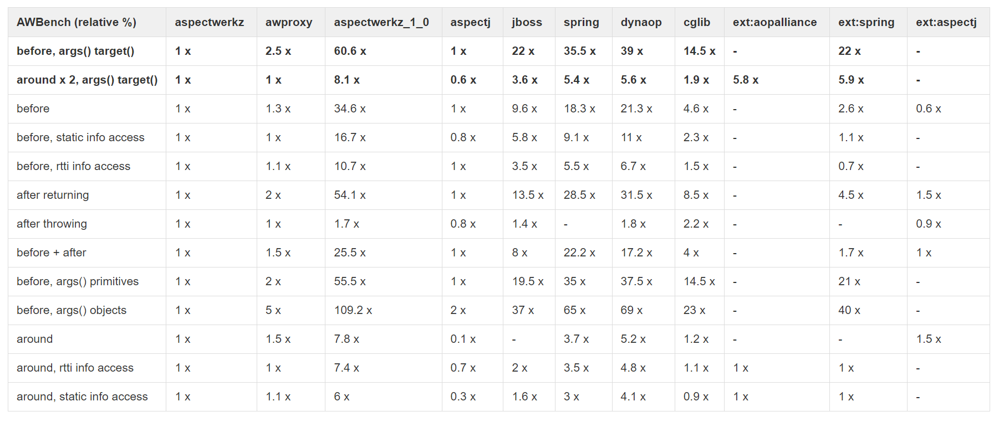 AWBench (relative %) aspectwerkz awproxy aspectwerkz_1_0 aspectj jboss spring dynaop cglib ext:aopalliance ext:spring ext:aspectj
before, args() target() 1 x 2.5 x 60.6 x 1 x 22 x 35.5 x 39 x 14.5 x - 22 x -
around x 2, args() target() 1 x 1 x 8.1 x 0.6 x 3.6 x 5.4 x 5.6 x 1.9 x 5.8 x 5.9 x -
before 1 x 1.3 x 34.6 x 1 x 9.6 x 18.3 x 21.3 x 4.6 x - 2.6 x 0.6 x
before, static info access 1 x 1 x 16.7 x 0.8 x 5.8 x 9.1 x 11 x 2.3 x - 1.1 x -
before, rtti info access 1 x 1.1 x 10.7 x 1 x 3.5 x 5.5 x 6.7 x 1.5 x - 0.7 x -
after returning 1 x 2 x 54.1 x 1 x 13.5 x 28.5 x 31.5 x 8.5 x - 4.5 x 1.5 x
after throwing 1 x 1 x 1.7 x 0.8 x 1.4 x - 1.8 x 2.2 x - - 0.9 x
before + after 1 x 1.5 x 25.5 x 1 x 8 x 22.2 x 17.2 x 4 x - 1.7 x 1 x
before, args() primitives 1 x 2 x 55.5 x 1 x 19.5 x 35 x 37.5 x 14.5 x - 21 x -
before, args() objects 1 x 5 x 109.2 x 2 x 37 x 65 x 69 x 23 x - 40 x -
around 1 x 1.5 x 7.8 x 0.1 x - 3.7 x 5.2 x 1.2 x - - 1.5 x
around, rtti info access 1 x 1 x 7.4 x 0.7 x 2 x 3.5 x 4.8 x 1.1 x 1 x 1 x -
around, static info access 1 x 1.1 x 6 x 0.3 x 1.6 x 3 x 4.1 x 0.9 x 1 x 1 x -